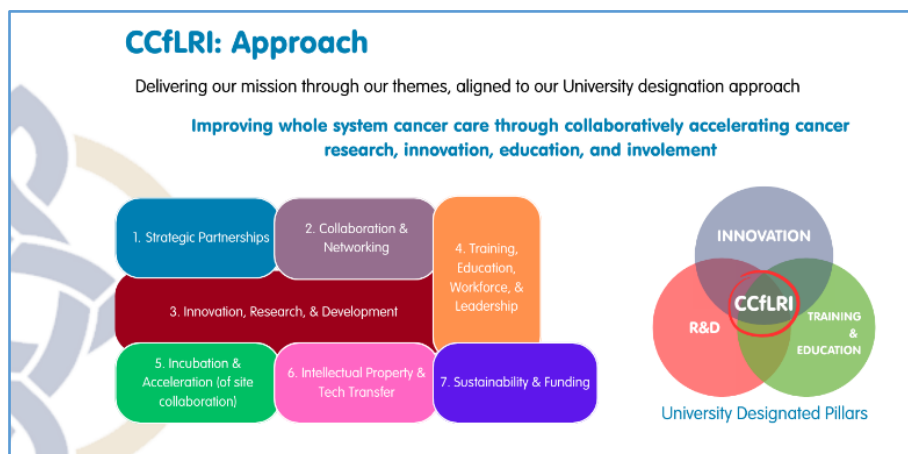 CCfLRI: Approach
Delivering our mission through our themes, aligned to our University designation approach
Improving whole system cancer care through collaboratively accelerating cancer
research, innovation, education, and involement
1. Strategic Partnerships
2. Collaboration &
Networking
3. Innovation, Research, & Development
4. Training,
Education,
Workforce, &
Leadership
5. Incubation &
Acceleration (of site
collaboration)
6. Intellectual Property &
Tech Transfer
7. Sustainability & Funding
INNOVATION
CCfLRI
R&D
TRAINING
&
EDUCATION
University Designated Pillars